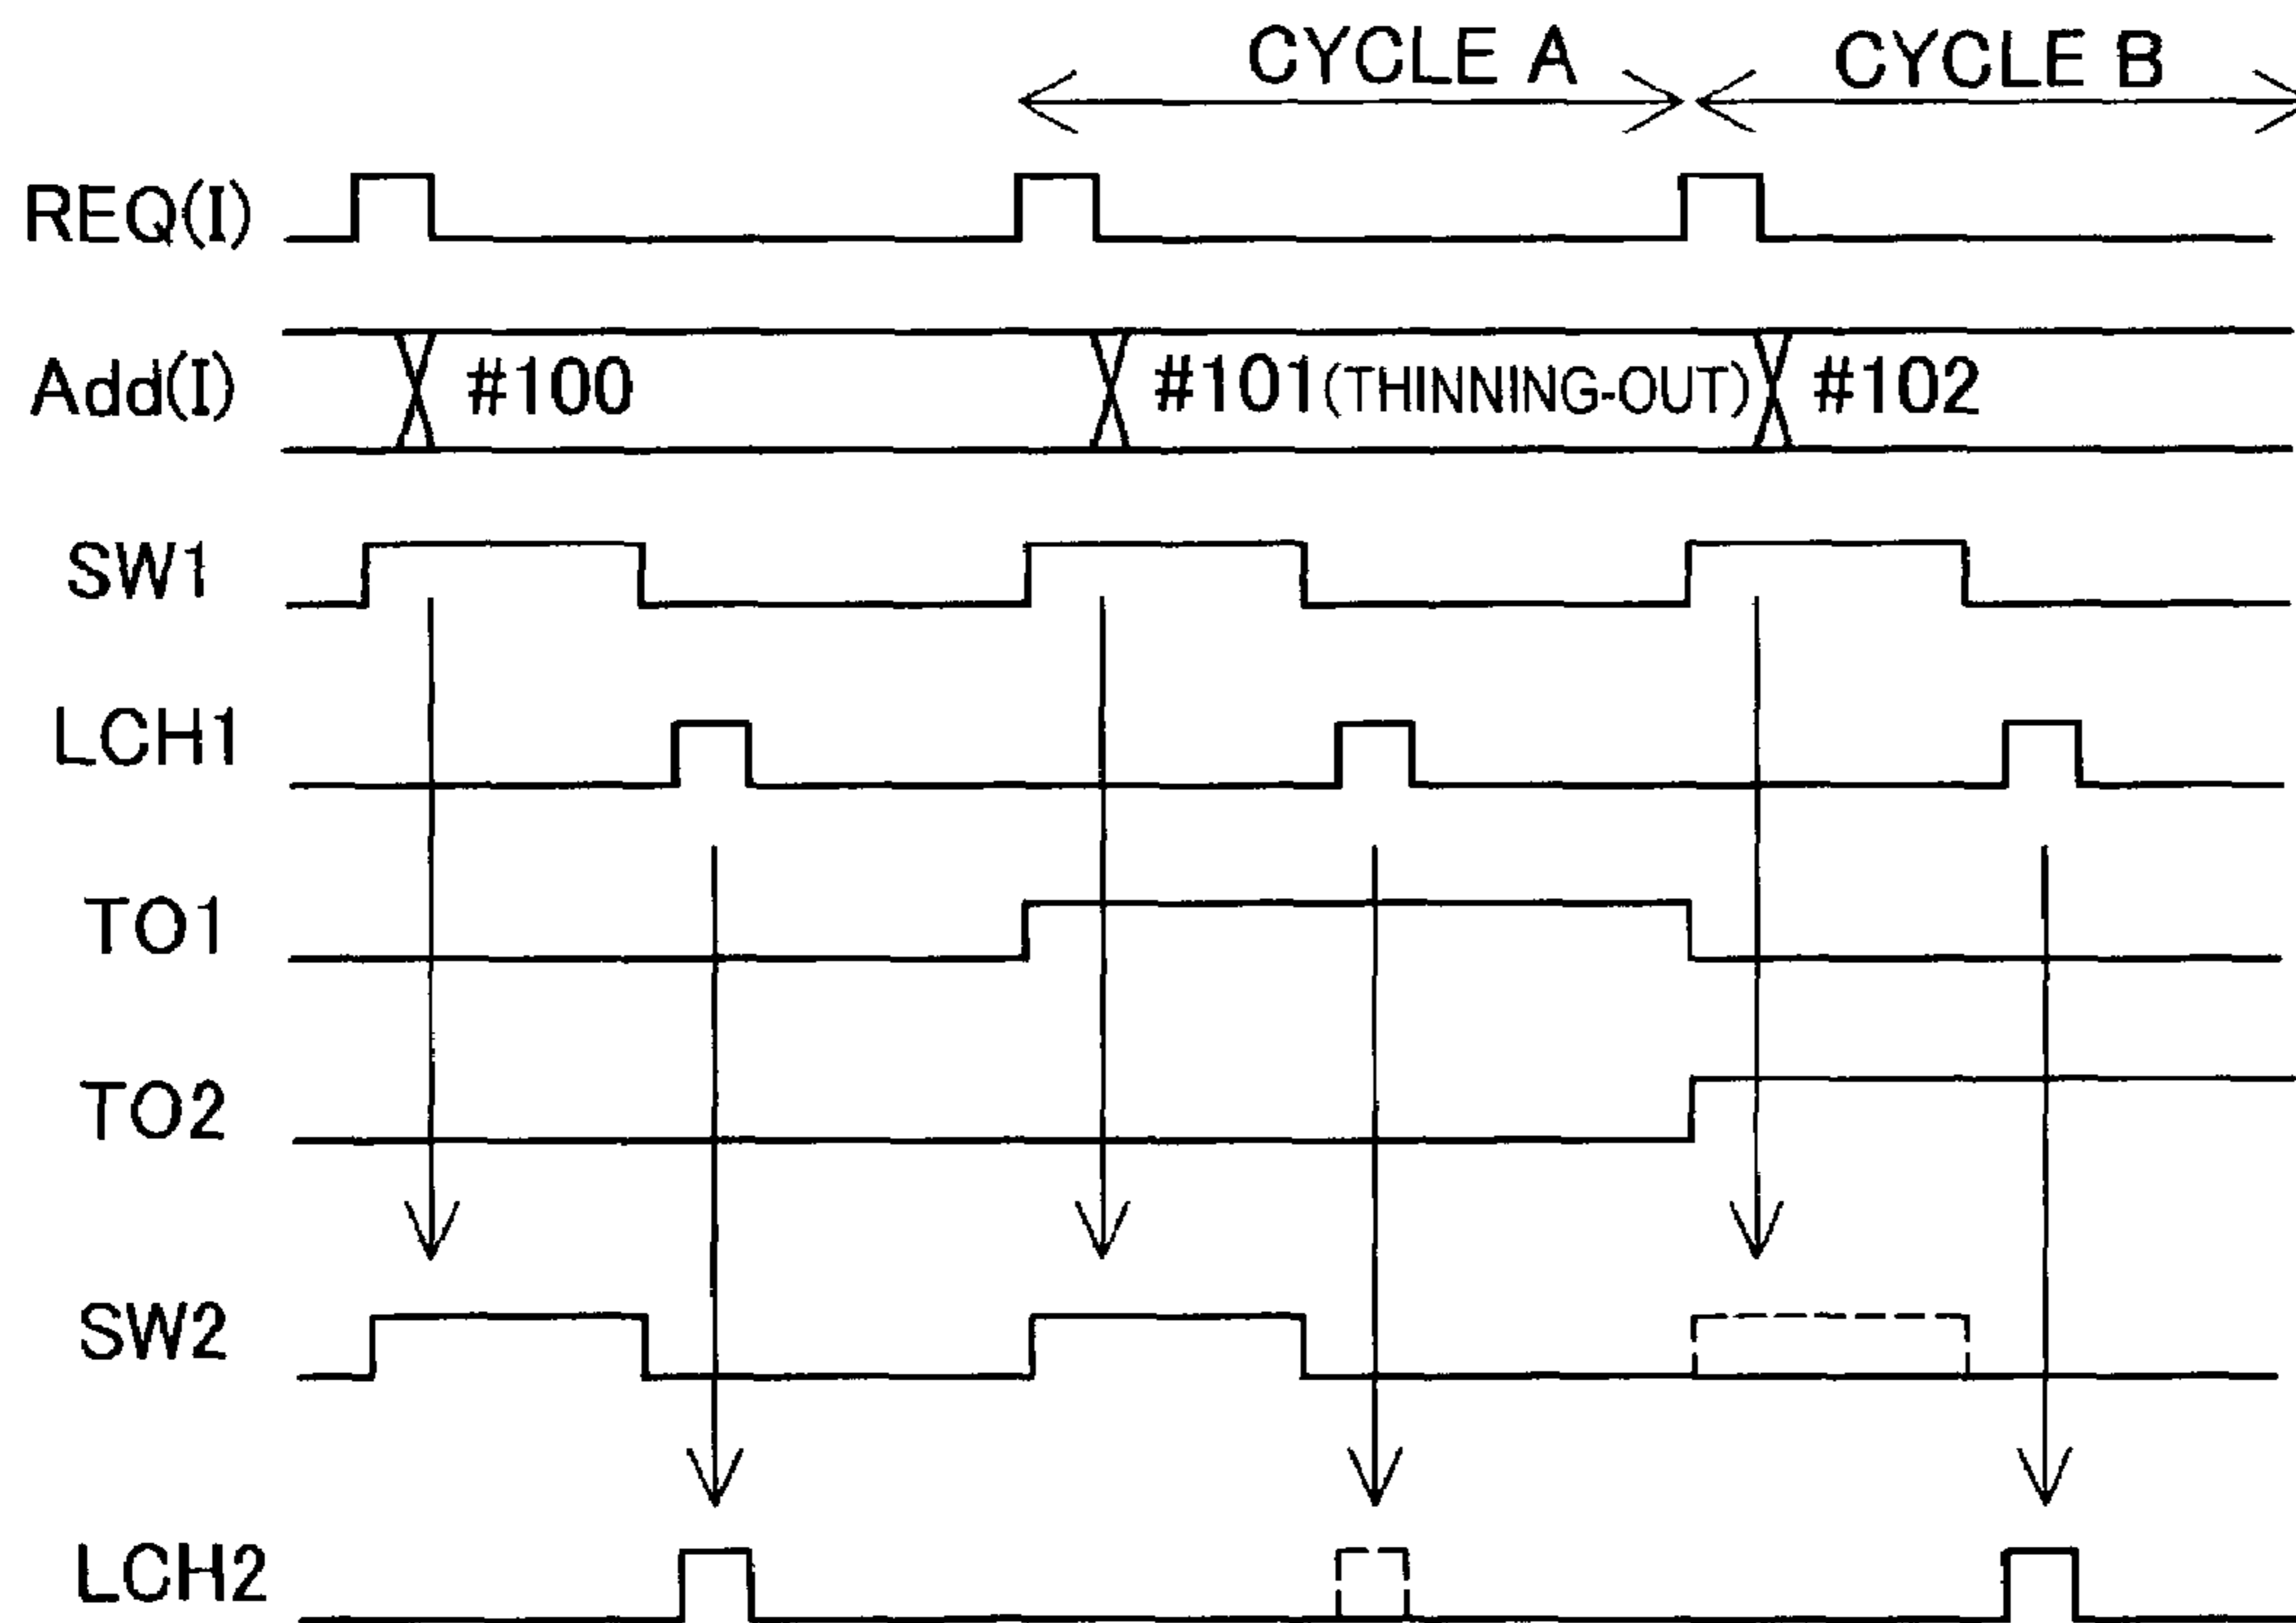 CYCLE A CYCLE B
REQ(I)
Add(I) #100 #101(THINNING-OUT) #102
SW1
LCH1
TO1
TO2
SW2
LCH2